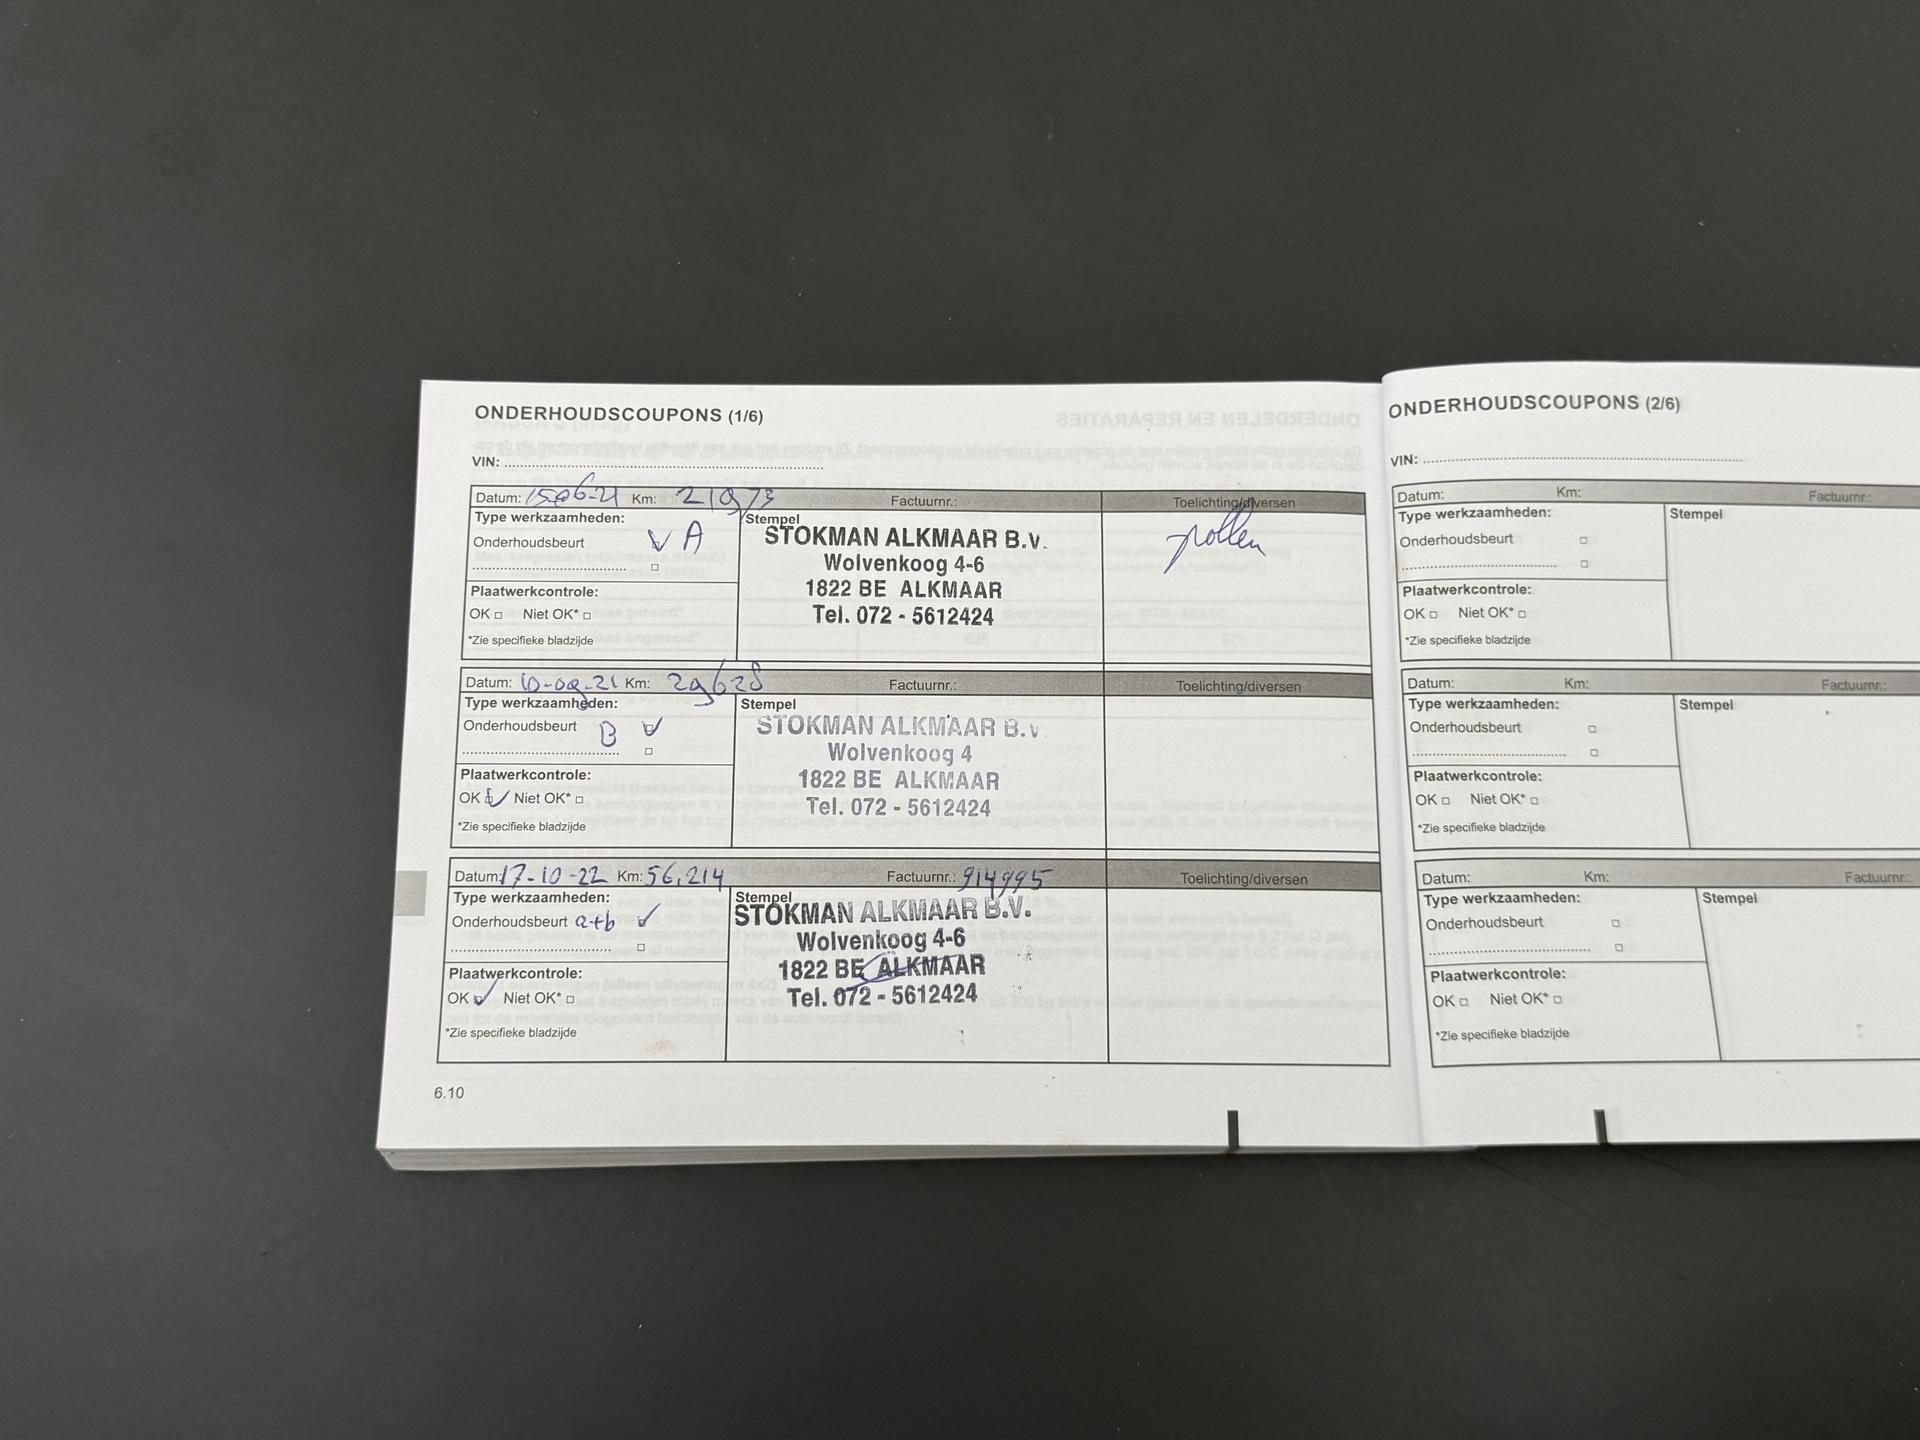 ONDERHOUDSCOUPONS (1/6)
VIN:
Datum: 15-06-21 Km: 21973 Factuurnr.: Toelichting/diversen
Type werkzaamheden: Stempel
Onderhoudsbeurt A
STOKMAN ALKMAAR B.V.
Wolvenkoog 4-6
1822 BE ALKMAAR
Tel. 072 - 5612424
pollen
Plaatwerkcontrole:
OK Niet OK*
*Zie specifieke bladzijde
Datum: 10-09-21 Km: 29628 Factuurnr.: Toelichting/diversen
Type werkzaamheden: Stempel
Onderhoudsbeurt B
STOKMAN ALKMAAR B.V.
Wolvenkoog 4
1822 BE ALKMAAR
Tel. 072 - 5612424
Plaatwerkcontrole:
OK Niet OK*
*Zie specifieke bladzijde
Datum: 17-10-22 Km: 56.214 Factuurnr.: 914995 Toelichting/diversen
Type werkzaamheden: Stempel
Onderhoudsbeurt a+b
STOKMAN ALKMAAR B.V.
Wolvenkoog 4-6
1822 BE ALKMAAR
Tel. 072 - 5612424
Plaatwerkcontrole:
OK Niet OK*
*Zie specifieke bladzijde
6.10
ONDERHOUDSCOUPONS (2/6)
VIN:
Datum: Km: Factuurnr.:
Type werkzaamheden: Stempel
Onderhoudsbeurt
Plaatwerkcontrole:
OK Niet OK*
*Zie specifieke bladzijde
Datum: Km: Factuurnr.:
Type werkzaamheden: Stempel
Onderhoudsbeurt
Plaatwerkcontrole:
OK Niet OK*
*Zie specifieke bladzijde
Datum: Km: Factuurnr.:
Type werkzaamheden: Stempel
Onderhoudsbeurt
Plaatwerkcontrole:
OK Niet OK*
*Zie specifieke bladzijde